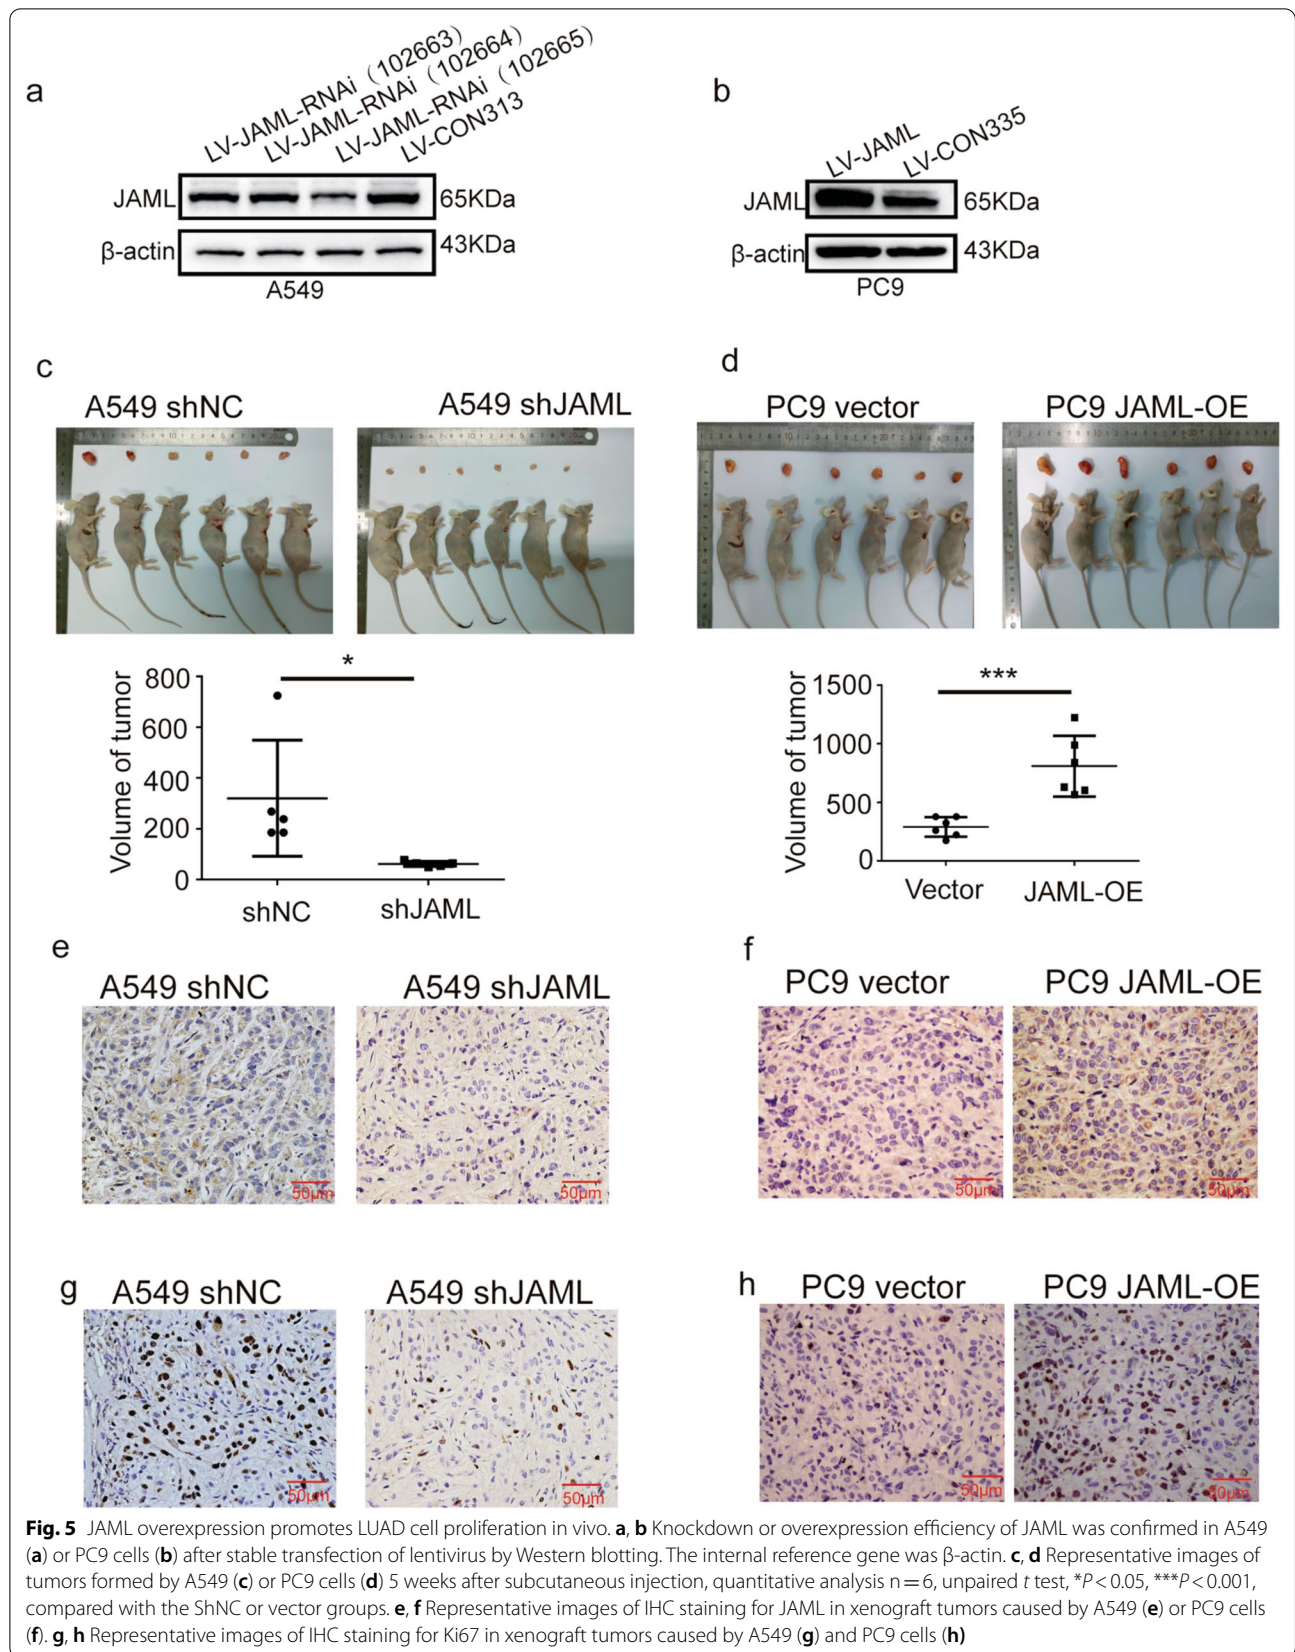 a
LV-JAML-RNAi (102663)
LV-JAML-RNAi (102664)
LV-JAML-RNAi (102665)
LV-CON313
JAML
65KDa
β-actin
43KDa
A549
b
LV-JAML
LV-CON335
JAML
65KDa
β-actin
43KDa
PC9
c
A549 shNC
A549 shJAML
d
PC9 vector
PC9 JAML-OE
Volume of tumor
800
600
400
200
0
*
shNC
shJAML
Volume of tumor
1500
1000
500
0
***
Vector
JAML-OE
e
A549 shNC
A549 shJAML
50μm
50μm
f
PC9 vector
PC9 JAML-OE
50μm
50μm
g
A549 shNC
A549 shJAML
50μm
50μm
h
PC9 vector
PC9 JAML-OE
50μm
50μm
Fig. 5 JAML overexpression promotes LUAD cell proliferation in vivo. a, b Knockdown or overexpression efficiency of JAML was confirmed in A549
(a) or PC9 cells (b) after stable transfection of lentivirus by Western blotting. The internal reference gene was β-actin. c, d Representative images of
tumors formed by A549 (c) or PC9 cells (d) 5 weeks after subcutaneous injection, quantitative analysis n = 6, unpaired t test, *P < 0.05, ***P < 0.001,
compared with the ShNC or vector groups. e, f Representative images of IHC staining for JAML in xenograft tumors caused by A549 (e) or PC9 cells
(f). g, h Representative images of IHC staining for Ki67 in xenograft tumors caused by A549 (g) and PC9 cells (h)